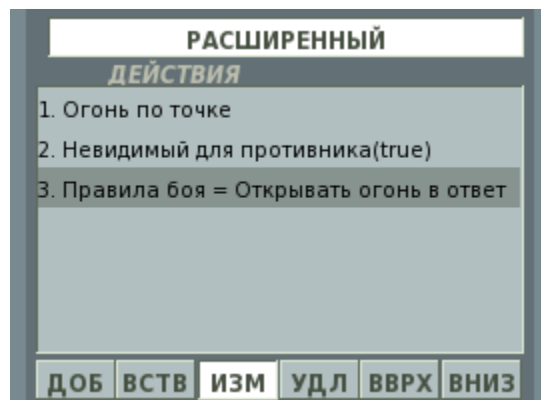 РАСШИРЕННЫЙ
ДЕЙСТВИЯ
1. Огонь по точке
2. Невидимый для противника(true)
3. Правила боя = Открывать огонь в ответ
ДОБ ВСТВ ИЗМ УДЛ ВВРХ ВНИЗ